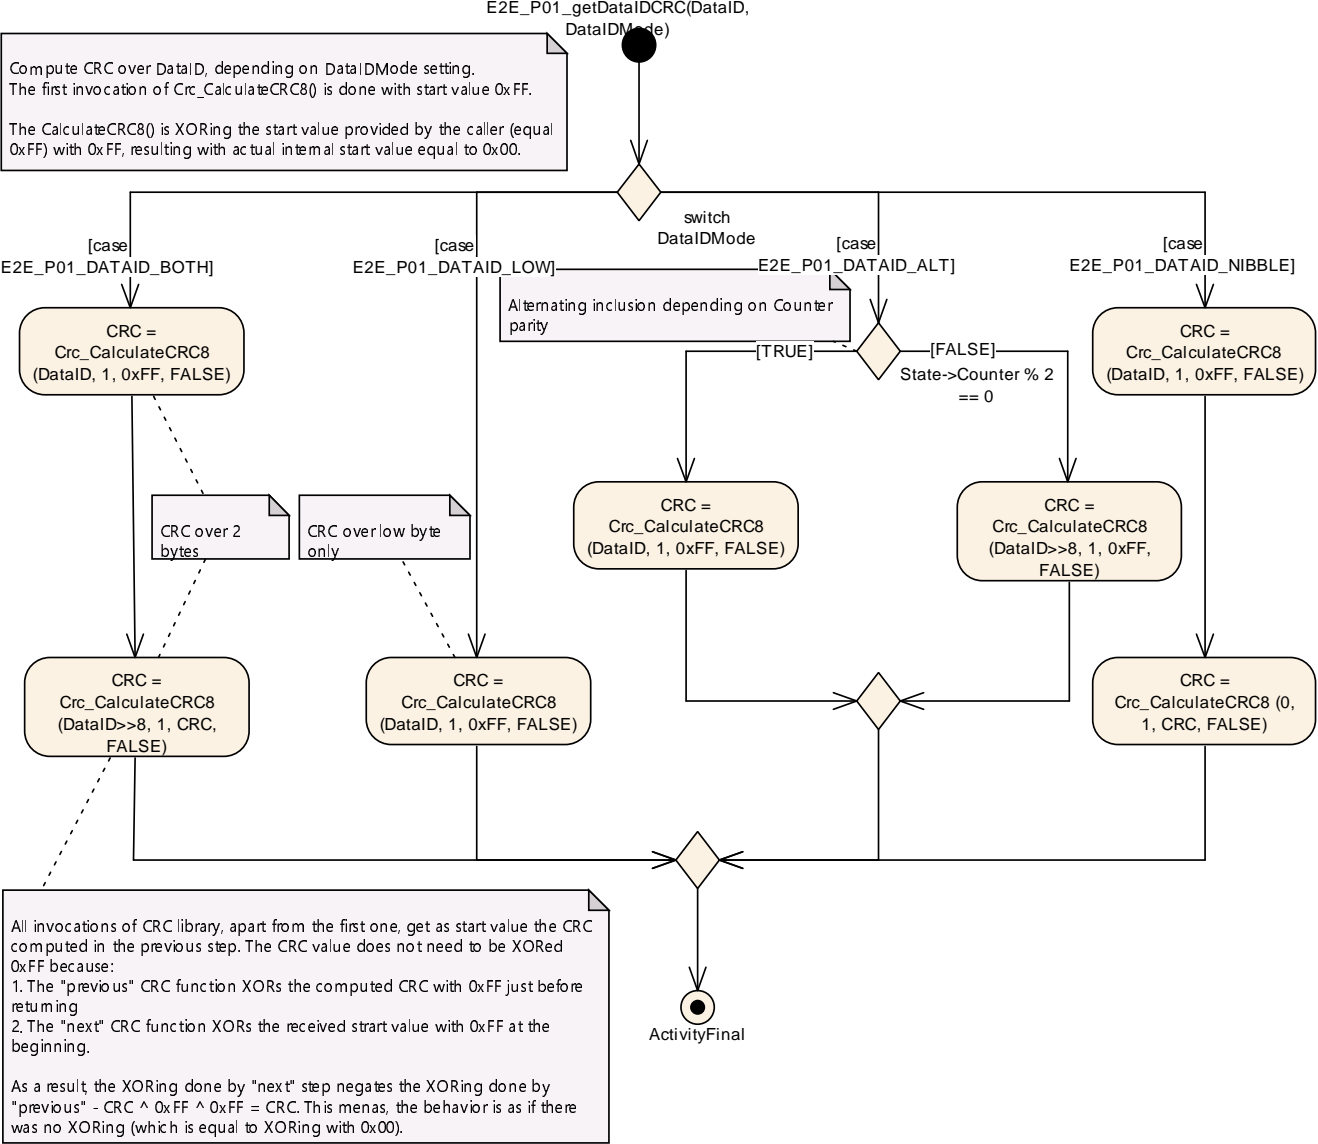 E2E_P01_getDataIDCRC(DataID,
DataIDMode)
Compute CRC over DataID, depending on DataIDMode setting.
The first invocation of Crc_CalculateCRC8() is done with start value 0xFF.
The CalculateCRC8() is XORing the start value provided by the caller (equal
0xFF) with 0xFF, resulting with actual internal start value equal to 0x00.
switch
DataIDMode
[case
E2E_P01_DATAID_BOTH]
[case
E2E_P01_DATAID_LOW]
[case
E2E_P01_DATAID_ALT]
[case
E2E_P01_DATAID_NIBBLE]
Alternating inclusion depending on Counter
parity
CRC =
Crc_CalculateCRC8
(DataID, 1, 0xFF, FALSE)
[TRUE]
[FALSE]
State->Counter % 2
== 0
CRC =
Crc_CalculateCRC8
(DataID, 1, 0xFF, FALSE)
CRC over 2
bytes
CRC over low byte
only
CRC =
Crc_CalculateCRC8
(DataID, 1, 0xFF, FALSE)
CRC =
Crc_CalculateCRC8
(DataID>>8, 1, 0xFF,
FALSE)
CRC =
Crc_CalculateCRC8
(DataID>>8, 1, CRC,
FALSE)
CRC =
Crc_CalculateCRC8
(DataID, 1, 0xFF, FALSE)
CRC =
Crc_CalculateCRC8 (0,
1, CRC, FALSE)
All invocations of CRC library, apart from the first one, get as start value the CRC
computed in the previous step. The CRC value does not need to be XORed
0xFF because:
1. The "previous" CRC function XORs the computed CRC with 0xFF just before
returning
2. The "next" CRC function XORs the received strart value with 0xFF at the
beginning.
As a result, the XORing done by "next" step negates the XORing done by
"previous" - CRC ^ 0xFF ^ 0xFF = CRC. This menas, the behavior is as if there
was no XORing (which is equal to XORing with 0x00).
ActivityFinal